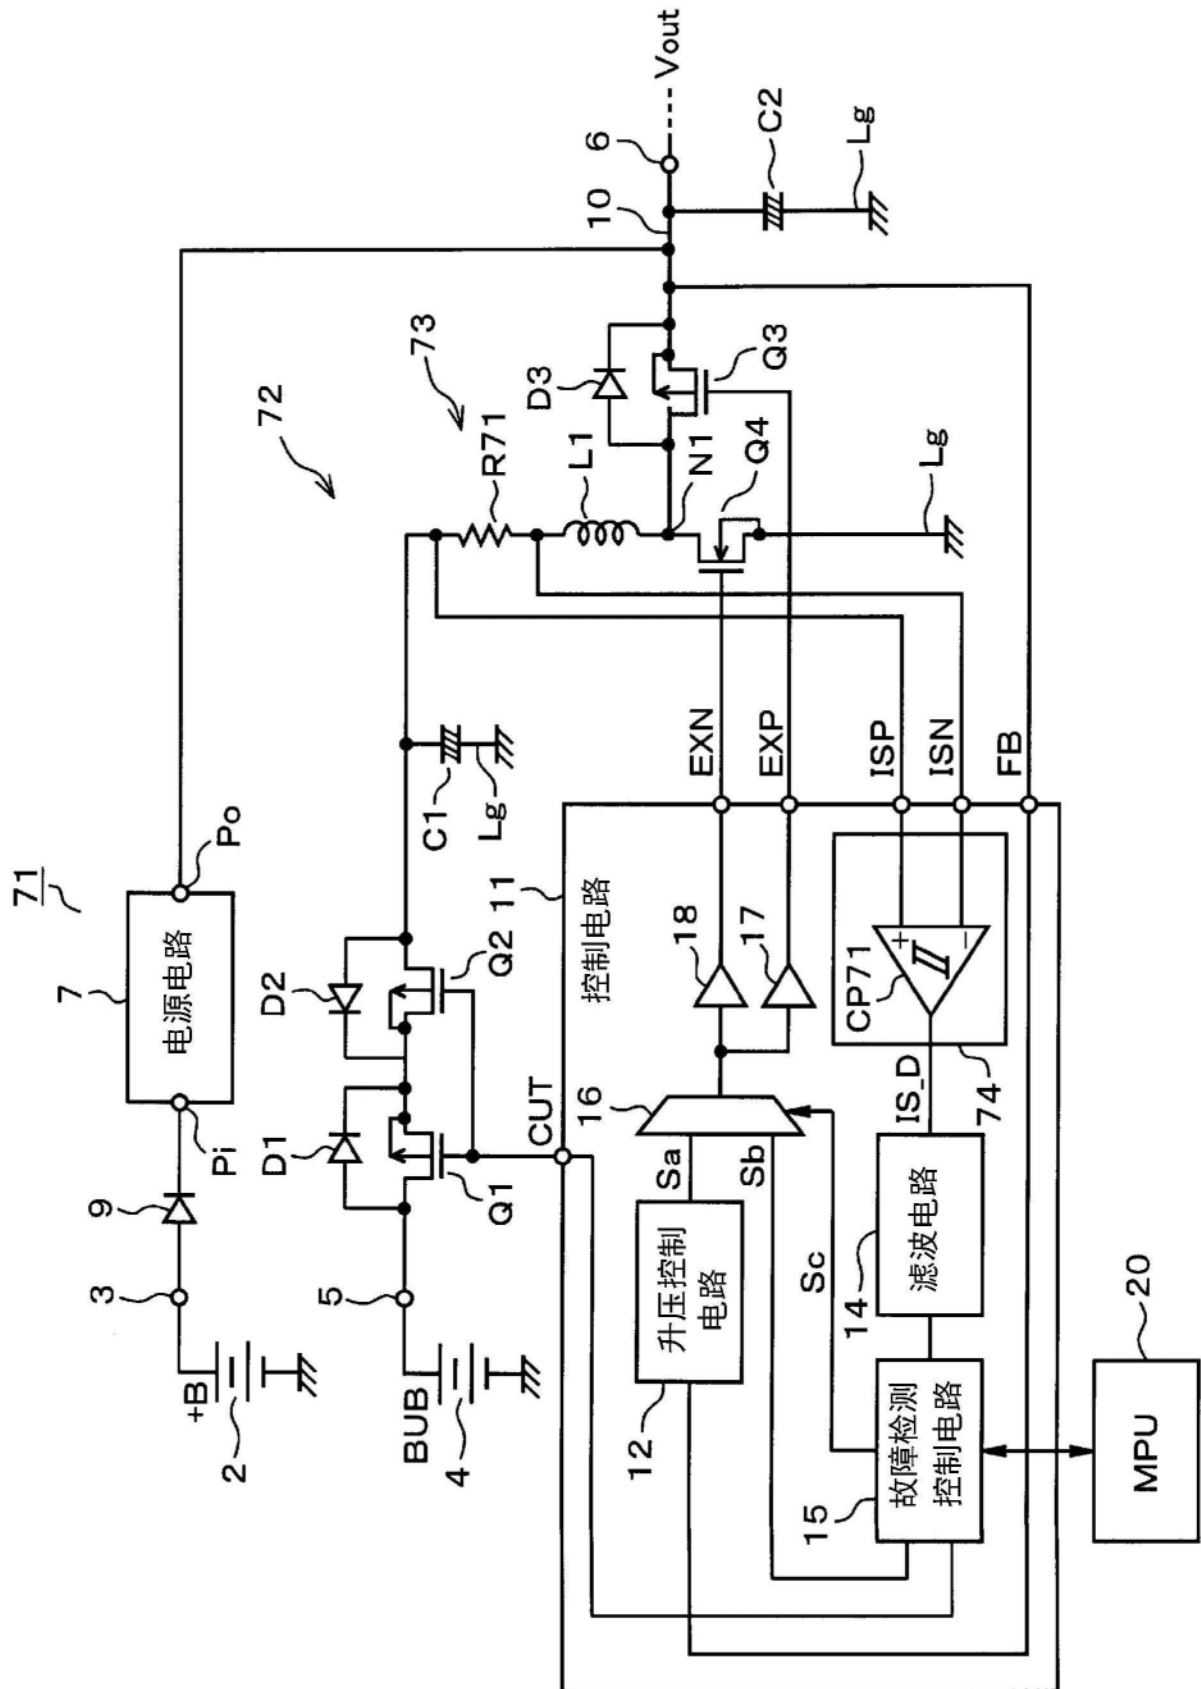 71
7
电源电路
Pi
Po
9
3
+B
2
72
73
D1
D2
Q1
Q2
5
BUB
4
C1
Lg
R71
L1
D3
Q3
N1
Q4
Lg
10
6
Vout
C2
Lg
CUT
11
控制电路
EXN
EXP
ISP
ISN
FB
16
18
17
Sa
Sb
Sc
12
升压控制
电路
CP71
+
−
74
IS_D
14
滤波电路
15
故障检测
控制电路
20
MPU